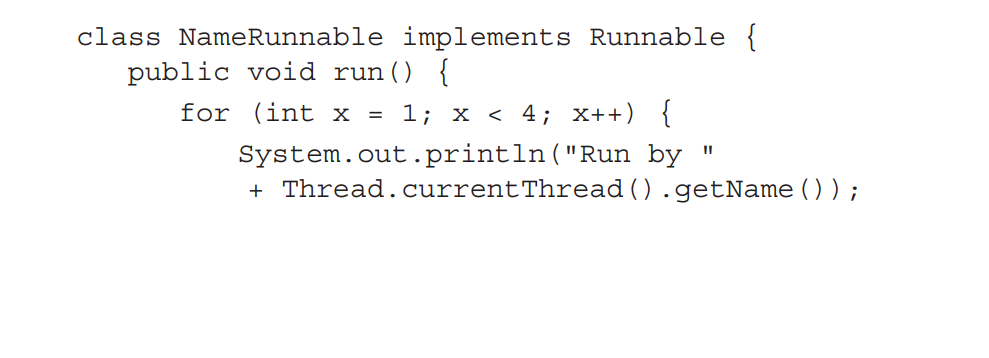 class NameRunnable implements Runnable {
public void run() {
for (int x = 1; x < 4; x++) {
System.out.println("Run by "
+ Thread.currentThread().getName());